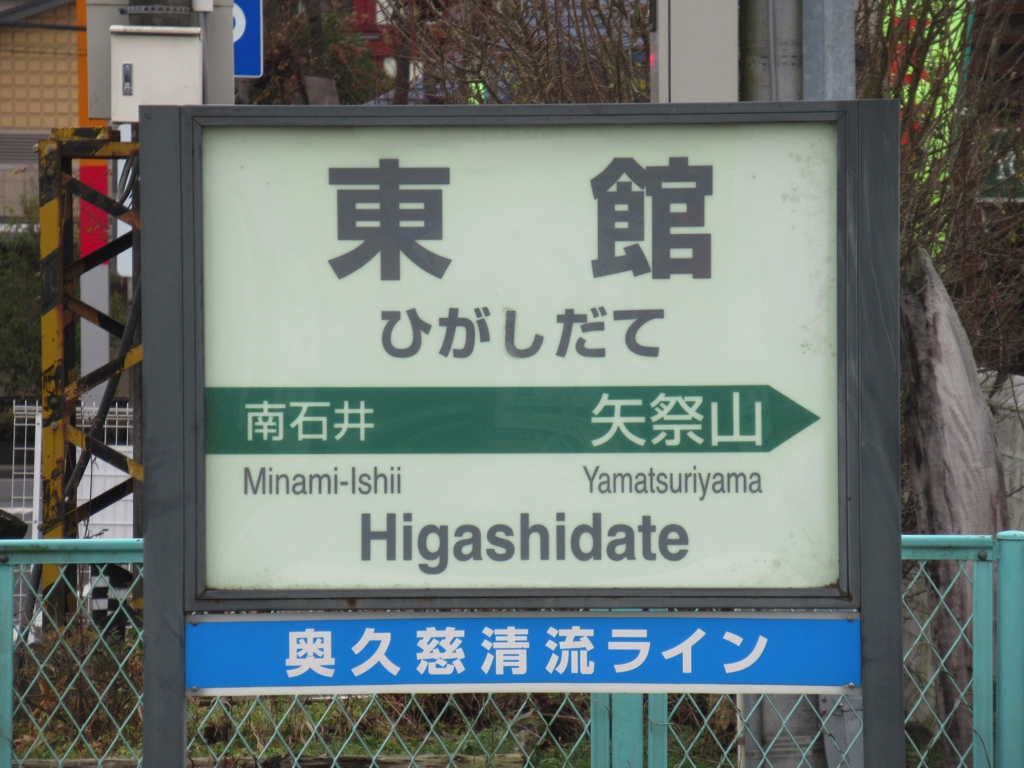 東館
ひがしだて
南石井 矢祭山
Minami-Ishii Yamatsuriyama
Higashidate
奥久慈清流ライン